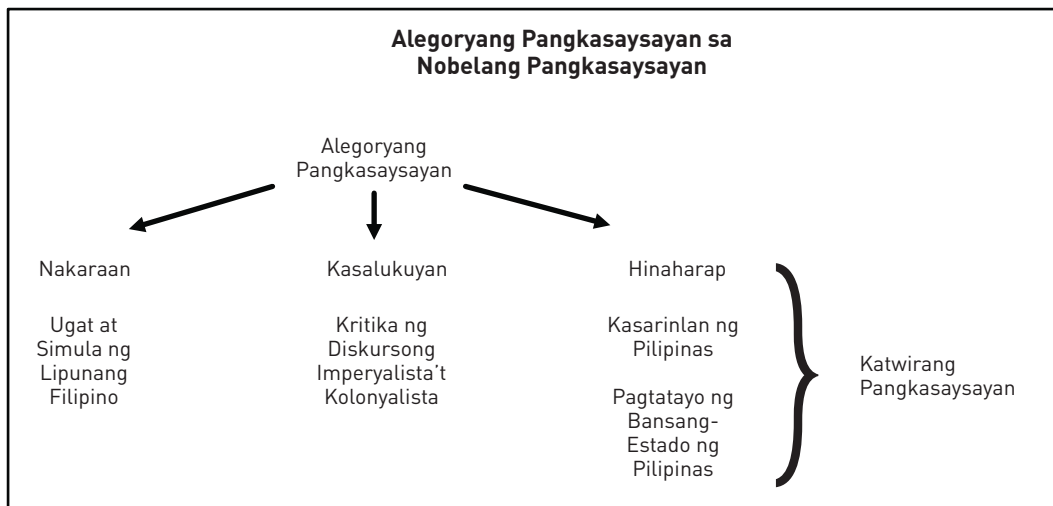 Alegoryang Pangkasaysayan sa
Nobelang Pangkasaysayan
Alegoryang
Pangkasaysayan
Nakaraan
Ugat at
Simula ng
Lipunang
Filipino
Kasalukuyan
Kritika ng
Diskursong
Imperyalista't
Kolonyalista
Hinaharap
Kasarinlan ng
Pilipinas
Pagtatayo ng
Bansang-
Estado ng
Pilipinas
Katwirang
Pangkasaysayan